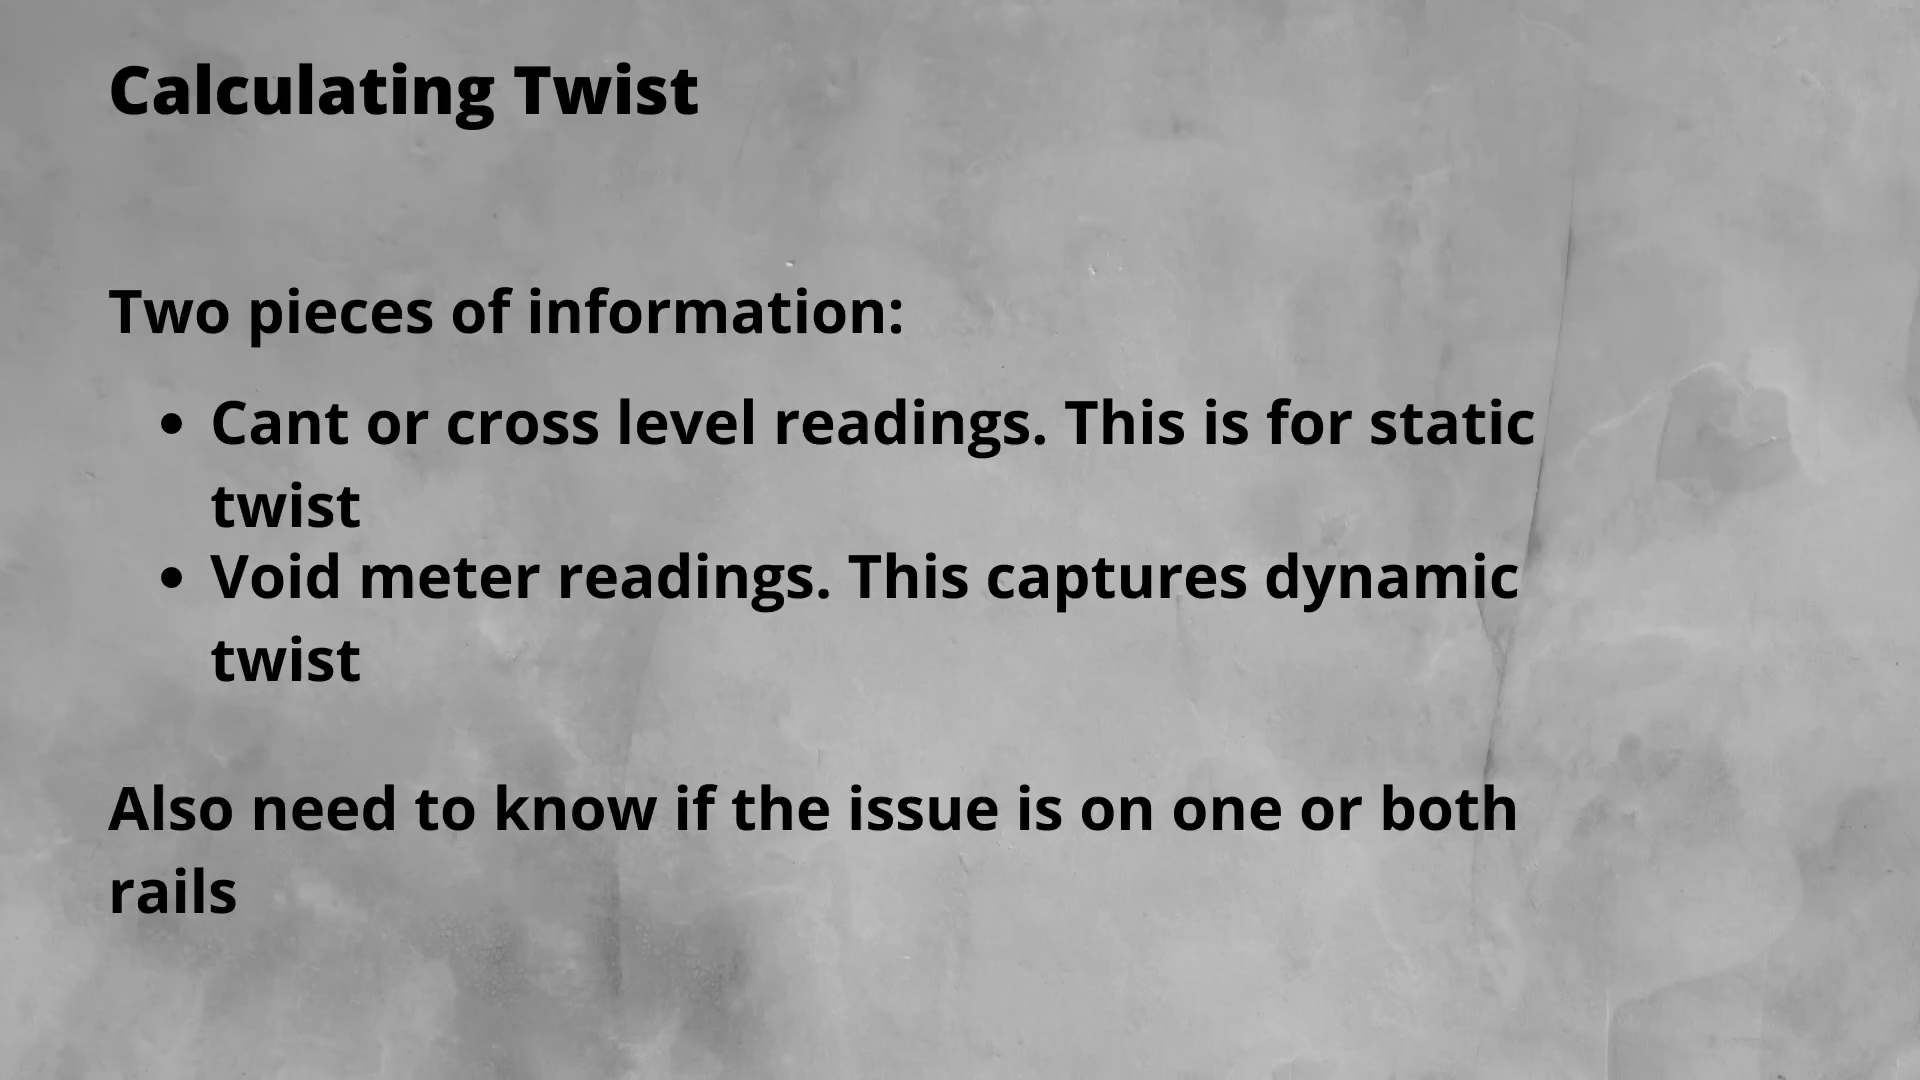 Calculating Twist
Two pieces of information:
• Cant or cross level readings. This is for static
twist
• Void meter readings. This captures dynamic
twist
Also need to know if the issue is on one or both
rails